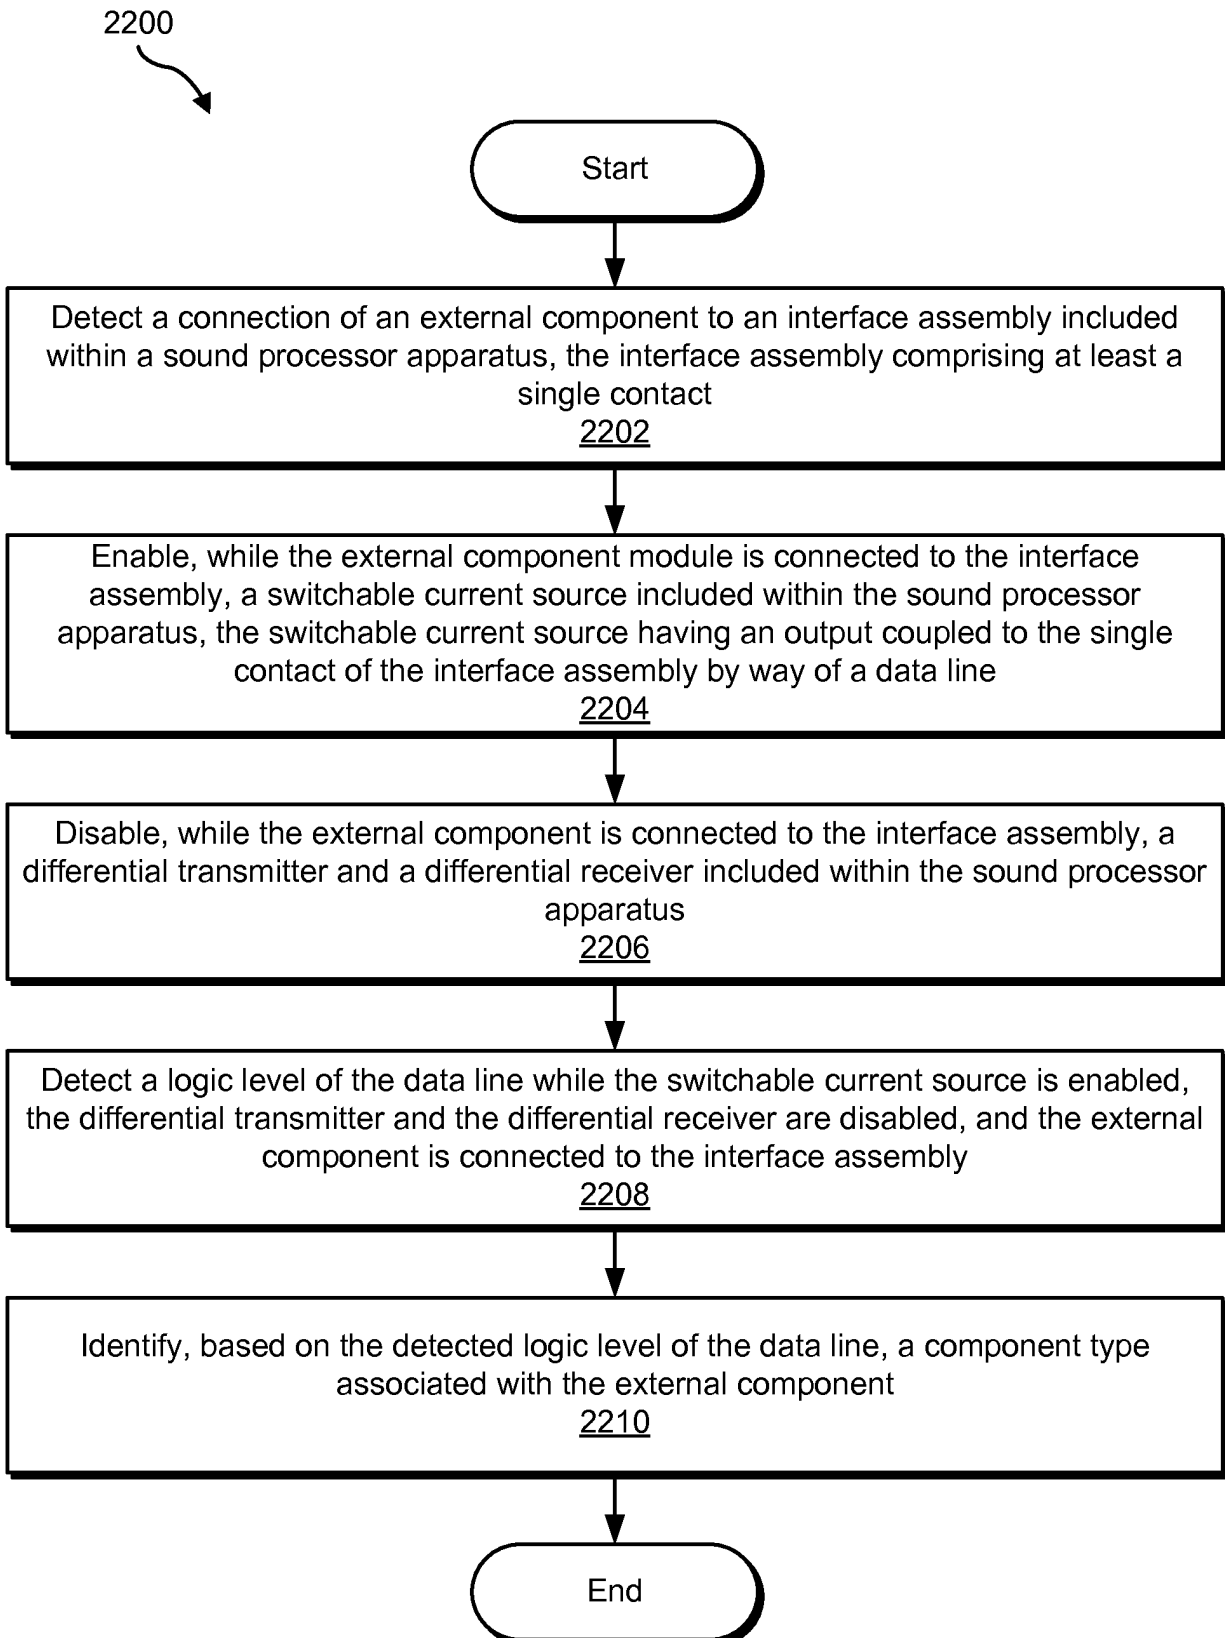 2200
Start
Detect a connection of an external component to an interface assembly included
within a sound processor apparatus, the interface assembly comprising at least a
single contact
2202
Enable, while the external component module is connected to the interface
assembly, a switchable current source included within the sound processor
apparatus, the switchable current source having an output coupled to the single
contact of the interface assembly by way of a data line
2204
Disable, while the external component is connected to the interface assembly, a
differential transmitter and a differential receiver included within the sound processor
apparatus
2206
Detect a logic level of the data line while the switchable current source is enabled,
the differential transmitter and the differential receiver are disabled, and the external
component is connected to the interface assembly
2208
Identify, based on the detected logic level of the data line, a component type
associated with the external component
2210
End